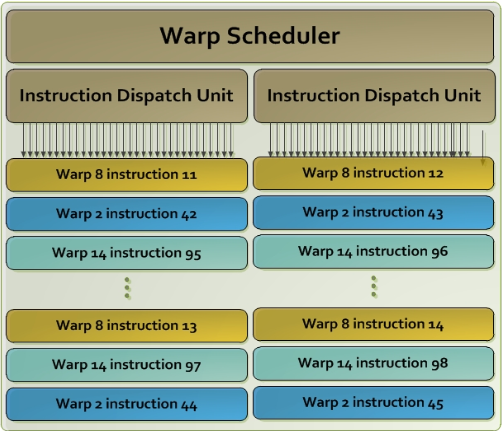 Warp Scheduler
Instruction Dispatch Unit
Instruction Dispatch Unit
Warp 8 instruction 11
Warp 8 instruction 12
Warp 2 instruction 42
Warp 2 instruction 43
Warp 14 instruction 95
Warp 14 instruction 96
Warp 8 instruction 13
Warp 8 instruction 14
Warp 14 instruction 97
Warp 14 instruction 98
Warp 2 instruction 44
Warp 2 instruction 45